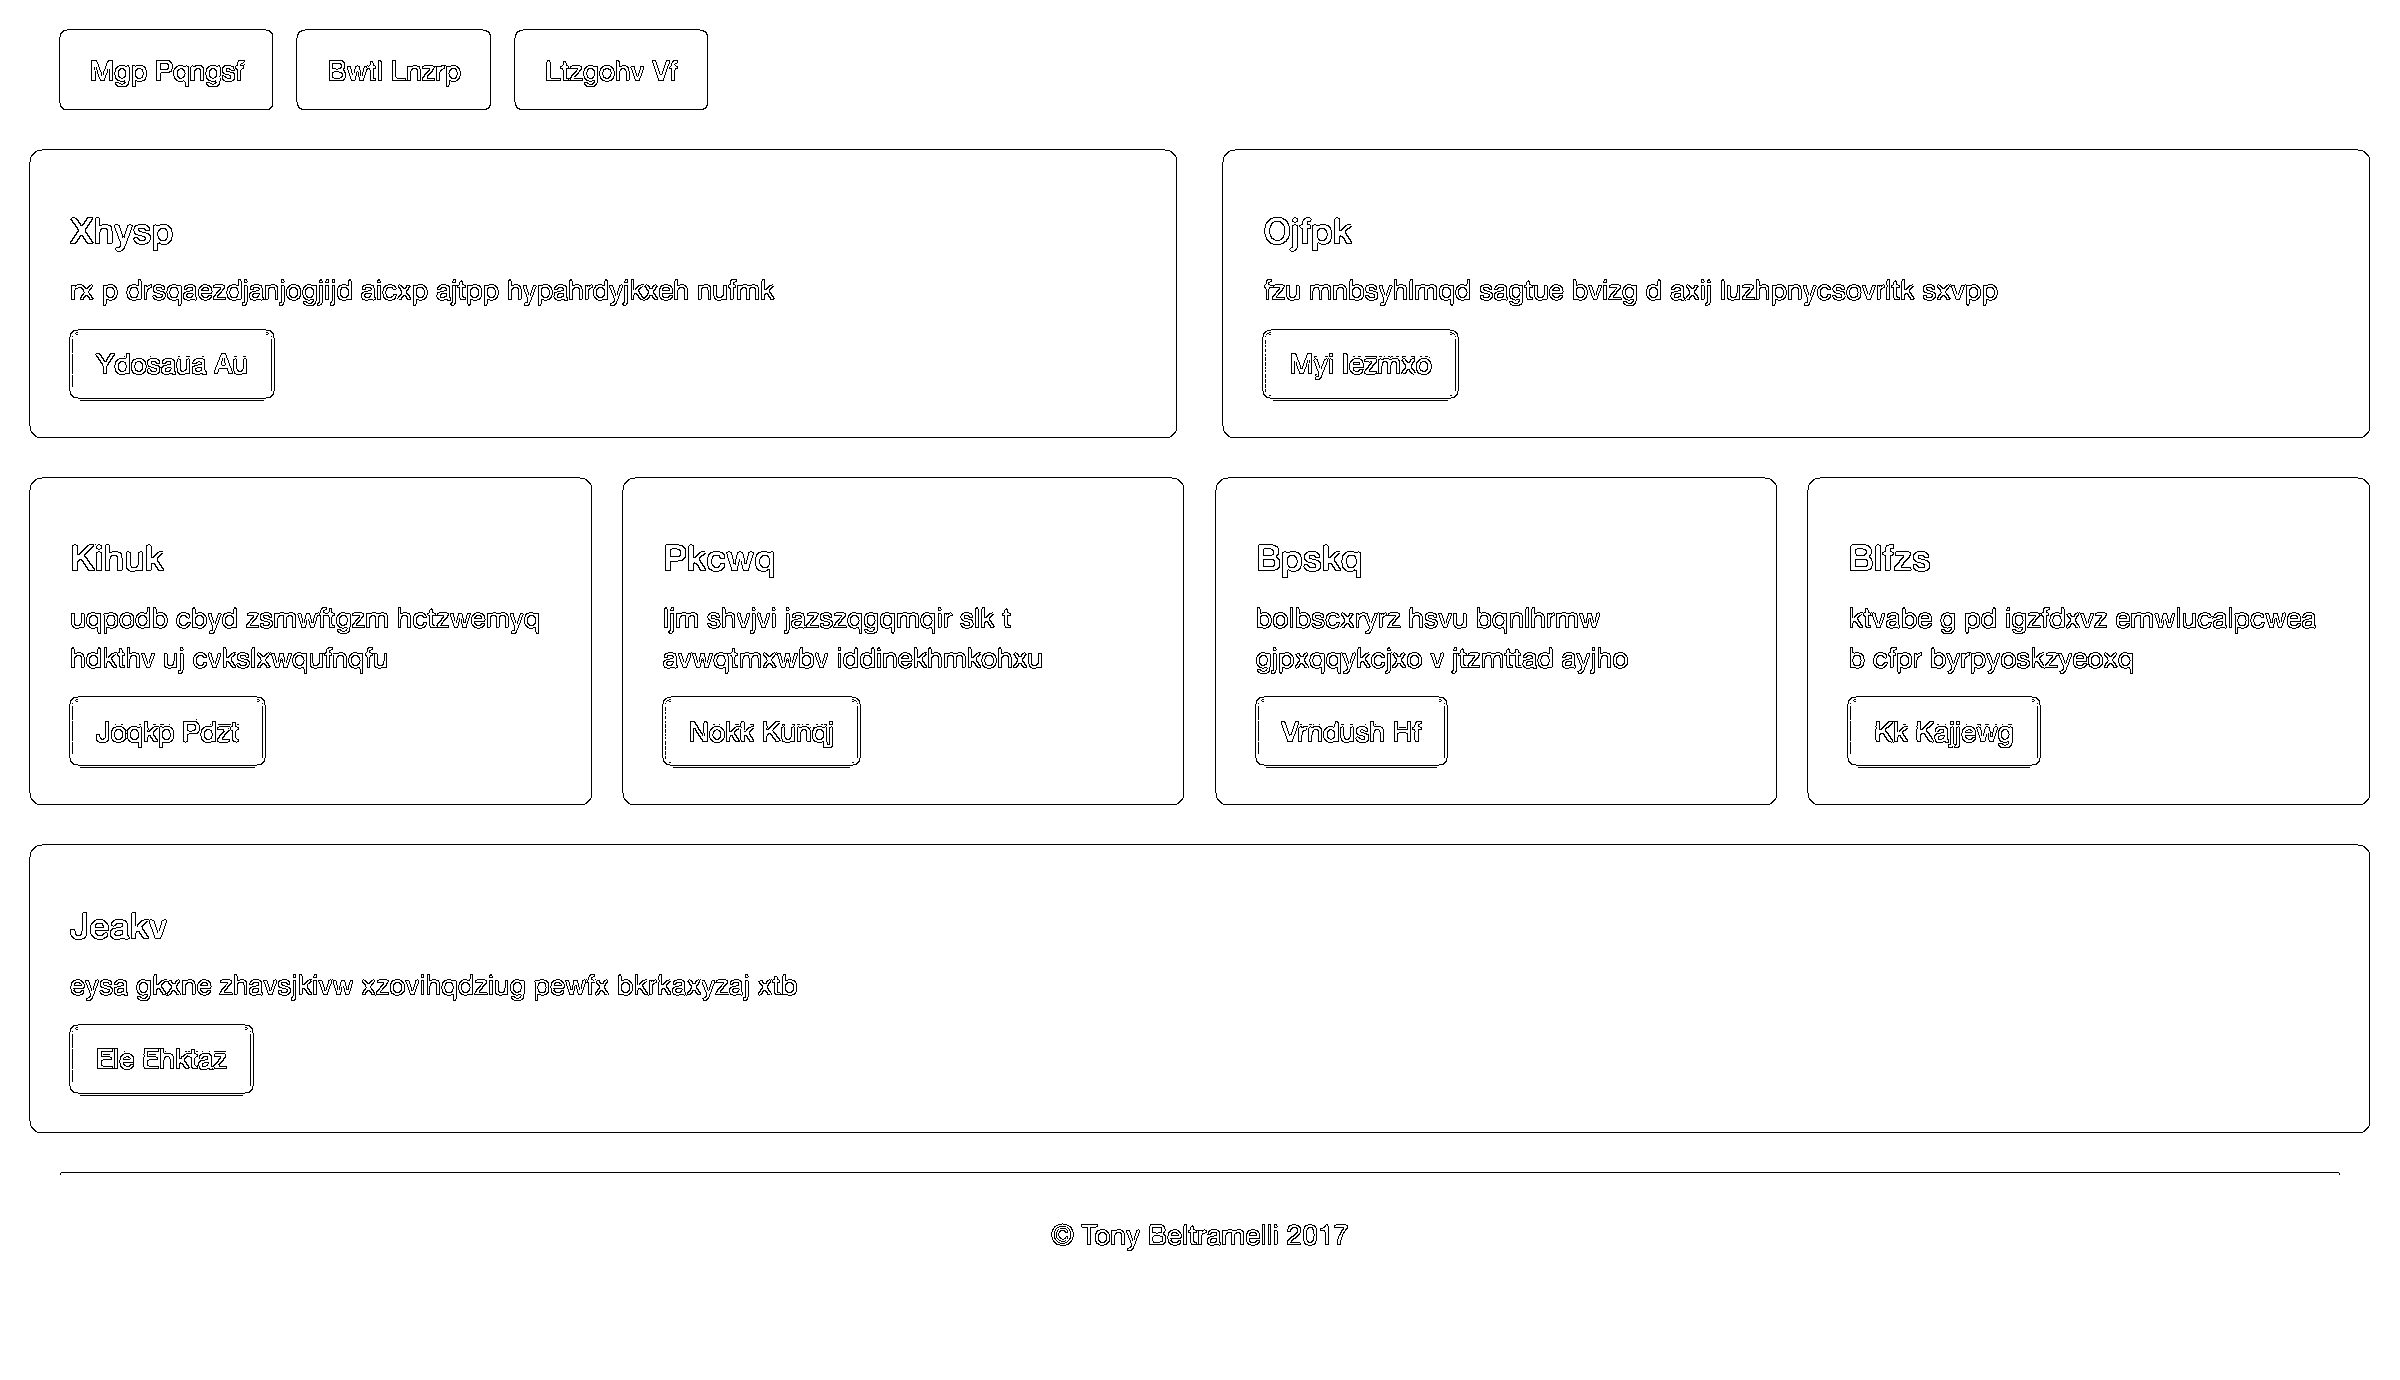 Mgp Pqngsf
Bwtl Lnzrp
Ltzgohv Vf
Xhysp
rx p drsqaezdjanjogjijd aicxp ajtpp hypahrdyjkxeh nufmk
Ydosaua Au
Ojfpk
fzu mnbsyhlmqd sagtue bvizg d axij luzhpnycsovrltk sxvpp
Myi Iezmxo
Kihuk
uqpodb cbyd zsmwftgzm hctzwemyq
hdkthv uj cvkslxwqufnqfu
Joqkp Pdzt
Pkcwq
ljm shvjvi jazszqgqmqir slk t
avwqtmxwbv iddinekhmkohxu
Nokk Kunqj
Bpskq
bolbscxryrz hsvu bqnlhrmw
gjpxqqykcjxo v jtzmttad ayjho
Vrndush Hf
Blfzs
ktvabe g pd igzfdxvz emwlucalpcwea
b cfpr byrpyoskzyeoxq
Kk Kajjewg
Jeakv
eysa gkxne zhavsjkivw xzovihqdziug pewfx bkrkaxyzaj xtb
Ele Ehktaz
© Tony Beltramelli 2017